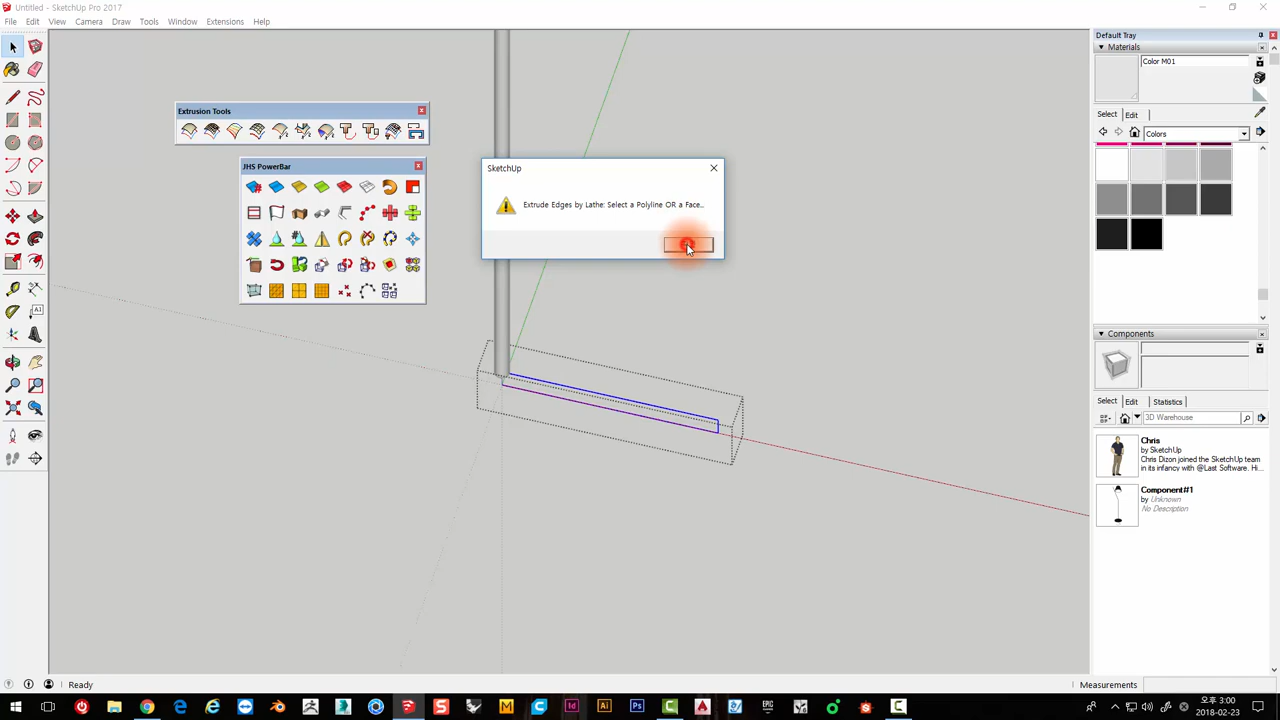 Untitled - SketchUp Pro 2017
File Edit View Camera Draw Tools Window Extensions Help
Default Tray
Materials
Color M01
Select Edit
Colors
Extrusion Tools
JHS PowerBar
SketchUp
Extrude Edges by Lathe: Select a Polyline OR a Face...
Components
Select Edit Statistics
3D Warehouse
Chris
by SketchUp
Chris Dizon joined the SketchUp team
in its infancy with @Last Software. Hi...
Component#1
by Unknown
No Description
Ready
Measurements
오후 3:00
2018-02-23